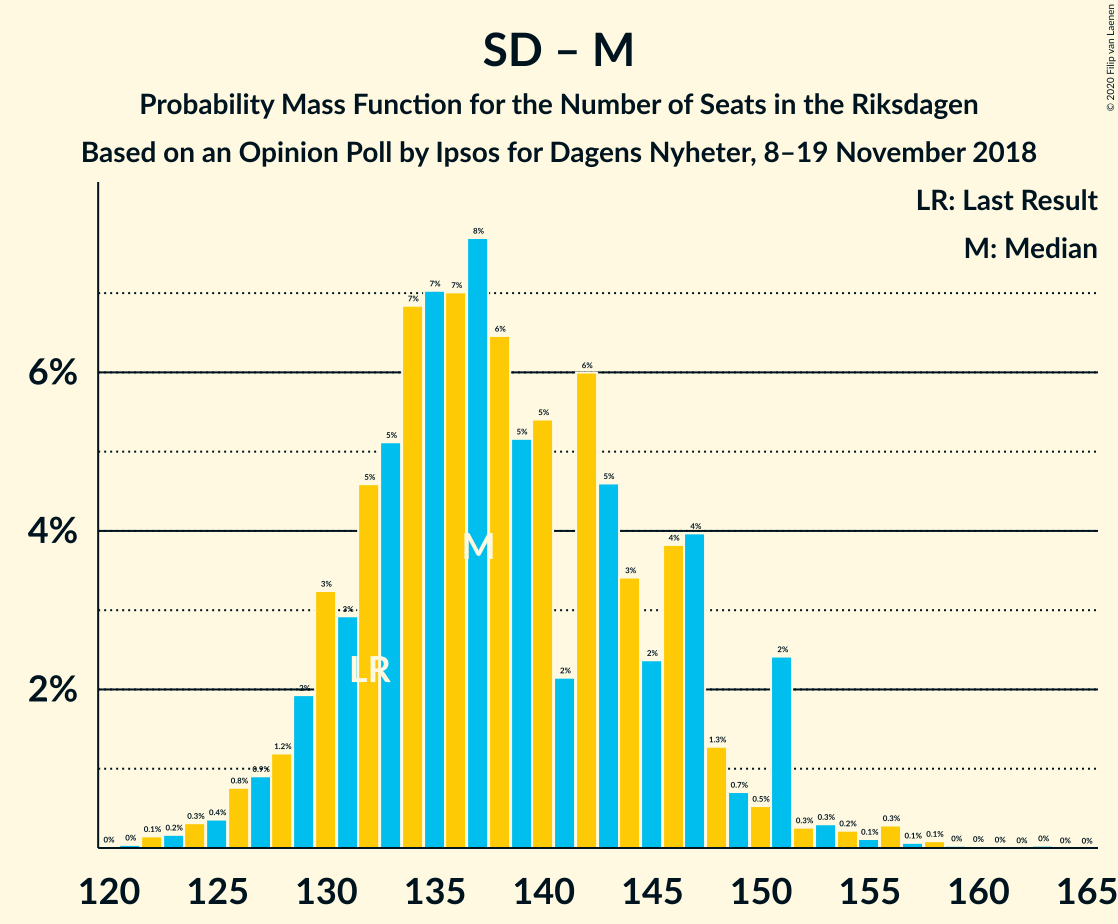 SD – M
Probability Mass Function for the Number of Seats in the Riksdagen
Based on an Opinion Poll by Ipsos for Dagens Nyheter, 8–19 November 2018
© 2020 Filip van Laenen
LR: Last Result
M: Median
6%
4%
2%
0% 0% 0.1% 0.2% 0.3% 0.4% 0.8% 0.9% 1.2% 2% 3% 3% 5% 5% 7% 7% 7% 8% 6% 5% 5% 2% 6% 5% 3% 2% 4% 4% 1.3% 0.7% 0.5% 2% 0.3% 0.3% 0.2% 0.1% 0.3% 0.1% 0.1% 0% 0% 0% 0% 0% 0% 0%
M
LR
120 125 130 135 140 145 150 155 160 165